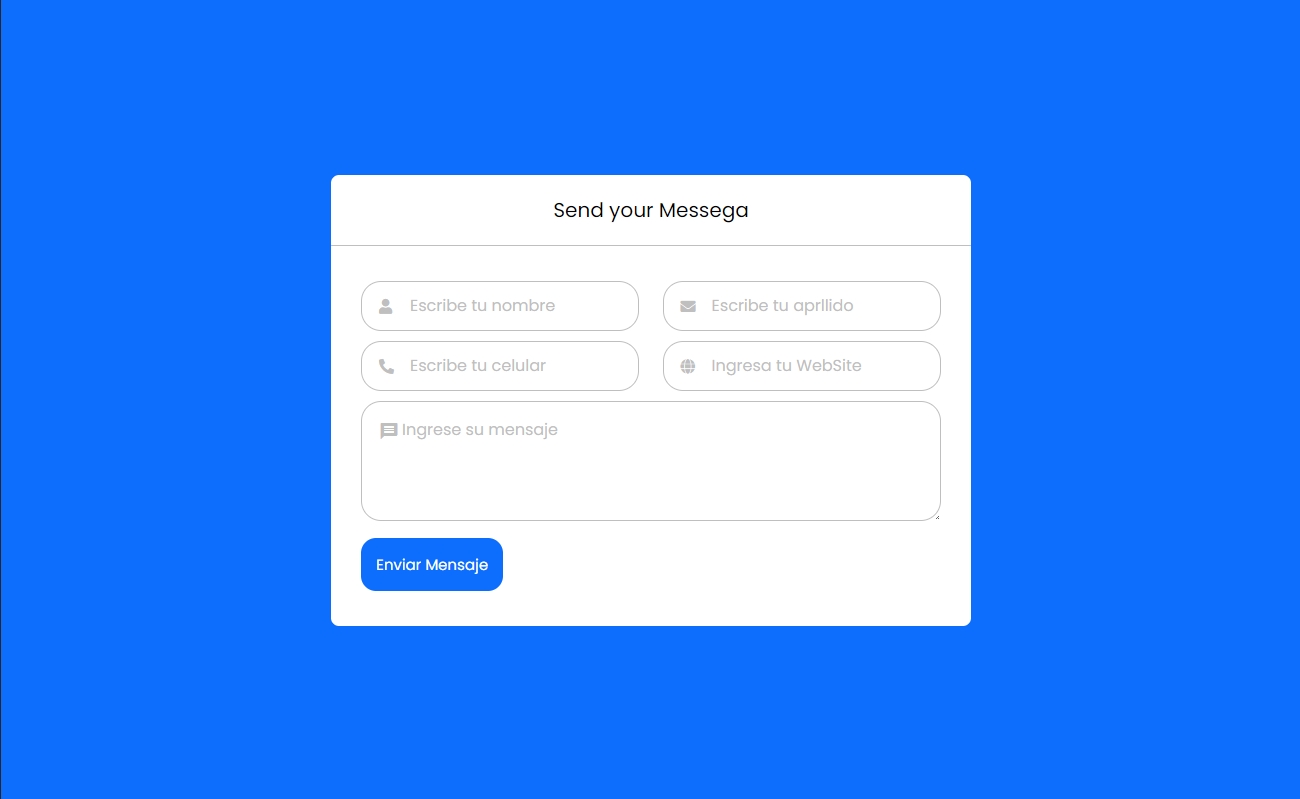 Send your Messega
Escribe tu nombre
Escribe tu aprllido
Escribe tu celular
Ingresa tu WebSite
Ingrese su mensaje
Enviar Mensaje